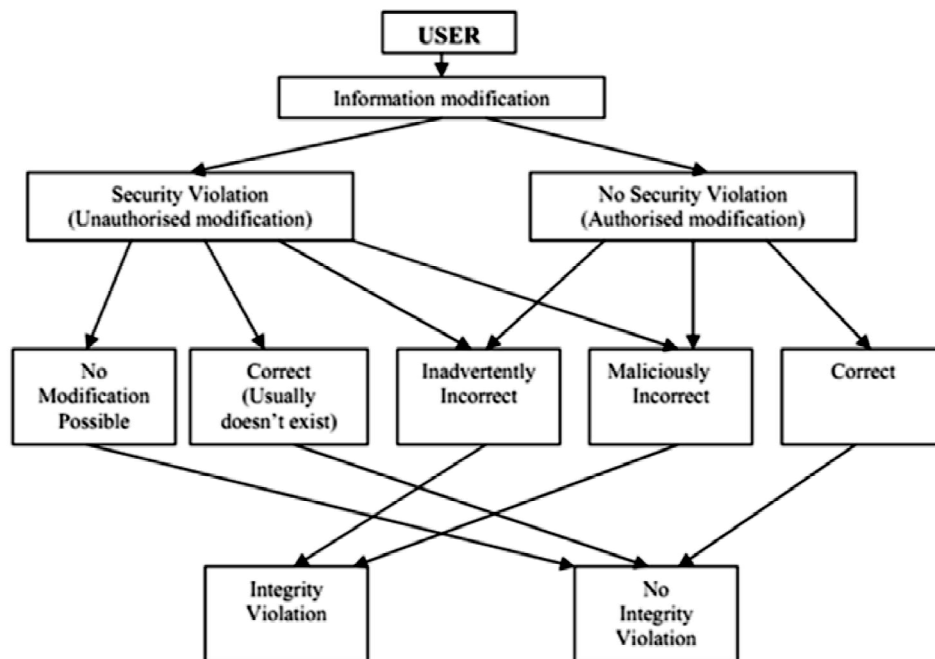 USER
Information modification
Security Violation
(Unauthorised modification)
No Security Violation
(Authorised modification)
No
Modification
Possible
Correct
(Usually
doesn't exist)
Inadvertently
Incorrect
Maliciously
Incorrect
Correct
Integrity
Violation
No
Integrity
Violation